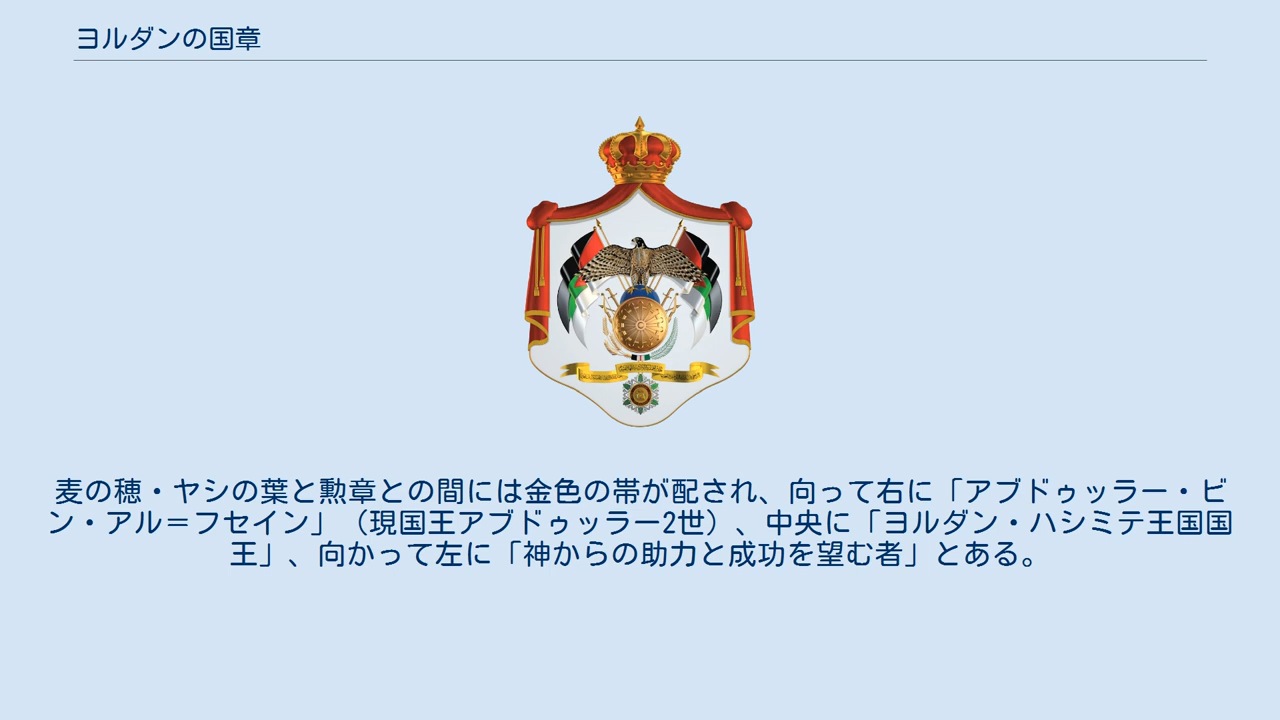 ヨルダンの国章
麦の穂・ヤシの葉と勲章との間には金色の帯が配され、向って右に「アブドゥッラー・ビ
ン・アル＝フセイン」（現国王アブドゥッラー2世）、中央に「ヨルダン・ハシミテ王国国
王」、向かって左に「神からの助力と成功を望む者」とある。